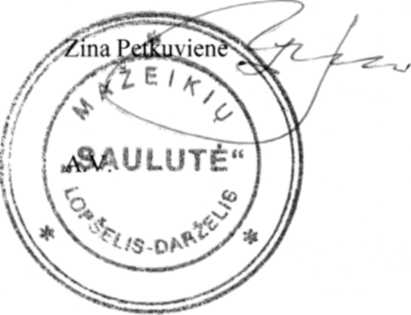 Zina Petkuvienė
MAŽEIKIŲ
„SAULUTĖ“
A.V.
LOPŠELIS-DARŽELIS